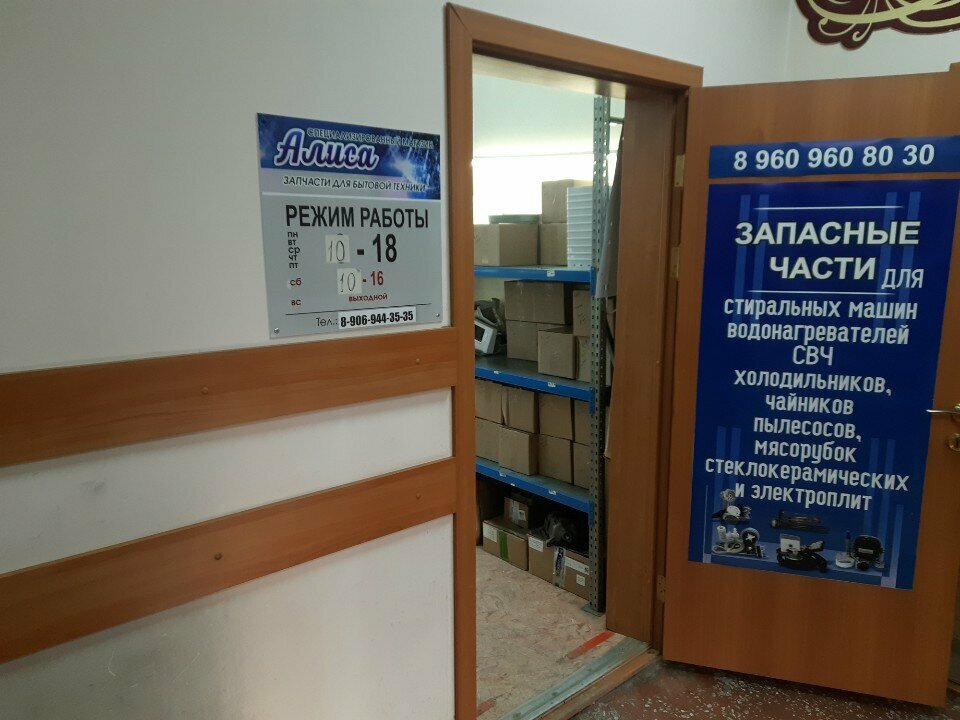 СПЕЦИАЛИЗИРОВАННЫЙ МАГАЗИН
Алиса
ЗАПЧАСТИ ДЛЯ БЫТОВОЙ ТЕХНИКИ
РЕЖИМ РАБОТЫ
ПН
ВТ
СР
ЧТ
ПТ
10 - 18
СБ 10 - 16
ВС ВЫХОДНОЙ
Тел.: 8-906-944-35-35
8 960 960 80 30
ЗАПАСНЫЕ
ЧАСТИ ДЛЯ
СТИРАЛЬНЫХ МАШИН
ВОДОНАГРЕВАТЕЛЕЙ
СВЧ
ХОЛОДИЛЬНИКОВ,
ЧАЙНИКОВ
ПЫЛЕСОСОВ,
МЯСОРУБОК
СТЕКЛОКЕРАМИЧЕСКИХ
И ЭЛЕКТРОПЛИТ